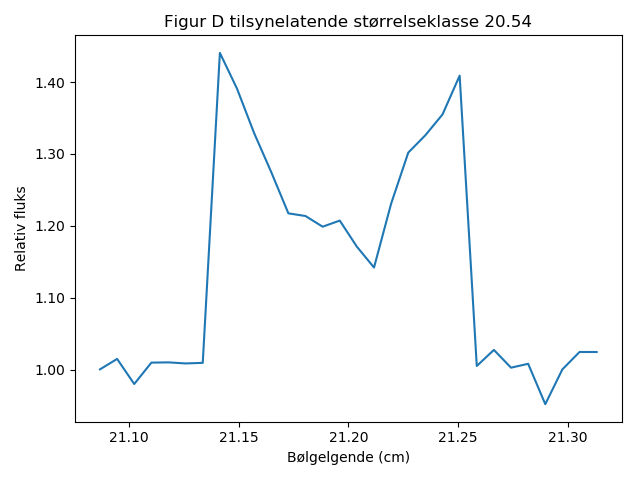 Figur D tilsynelatende størrelseklasse 20.54
1.40
1.30
1.20
1.10
1.00
Relativ fluks
21.10 21.15 21.20 21.25 21.30
Bølgelgende (cm)